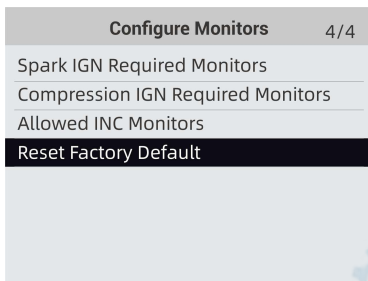 Configure Monitors 4/4
Spark IGN Required Monitors
Compression IGN Required Monitors
Allowed INC Monitors
Reset Factory Default